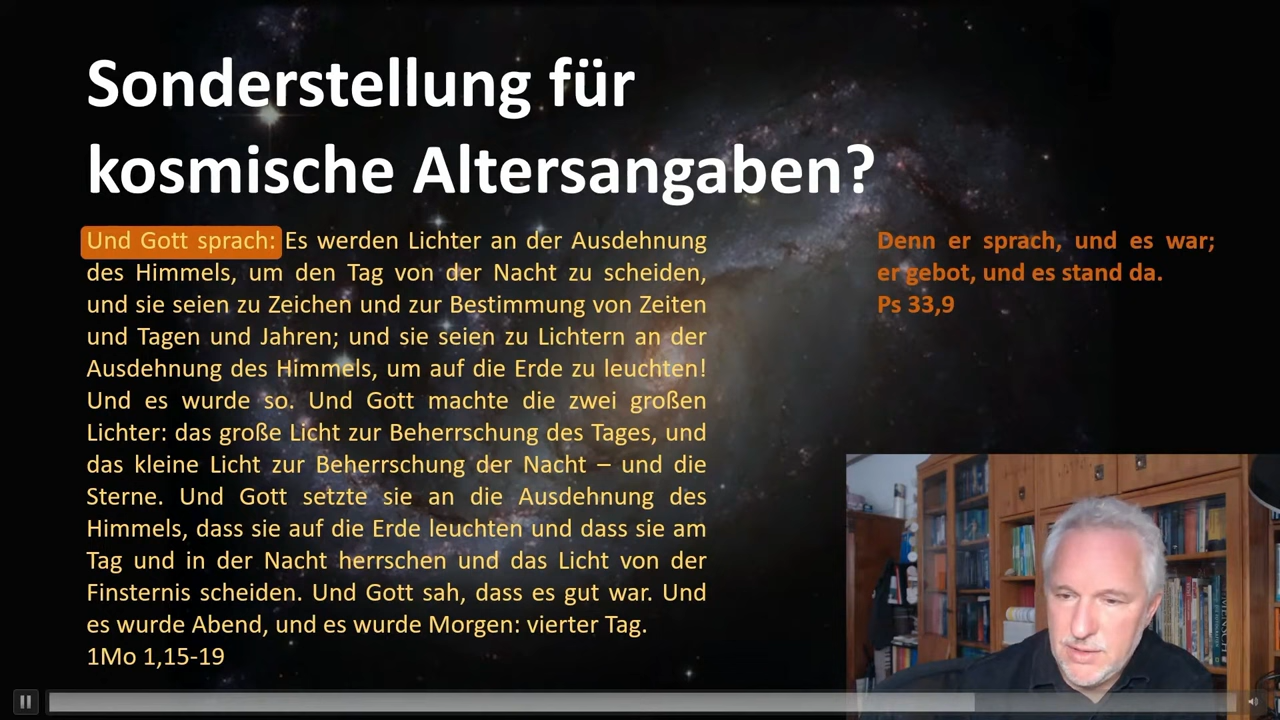 Sonderstellung für
kosmische Altersangaben?
Und Gott sprach: Es werden Lichter an der Ausdehnung
des Himmels, um den Tag von der Nacht zu scheiden,
und sie seien zu Zeichen und zur Bestimmung von Zeiten
und Tagen und Jahren; und sie seien zu Lichtern an der
Ausdehnung des Himmels, um auf die Erde zu leuchten!
Und es wurde so. Und Gott machte die zwei großen
Lichter: das große Licht zur Beherrschung des Tages, und
das kleine Licht zur Beherrschung der Nacht – und die
Sterne. Und Gott setzte sie an die Ausdehnung des
Himmels, dass sie auf die Erde leuchten und dass sie am
Tag und in der Nacht herrschen und das Licht von der
Finsternis scheiden. Und Gott sah, dass es gut war. Und
es wurde Abend, und es wurde Morgen: vierter Tag.
1Mo 1,15-19
Denn er sprach, und es war;
er gebot, und es stand da.
Ps 33,9